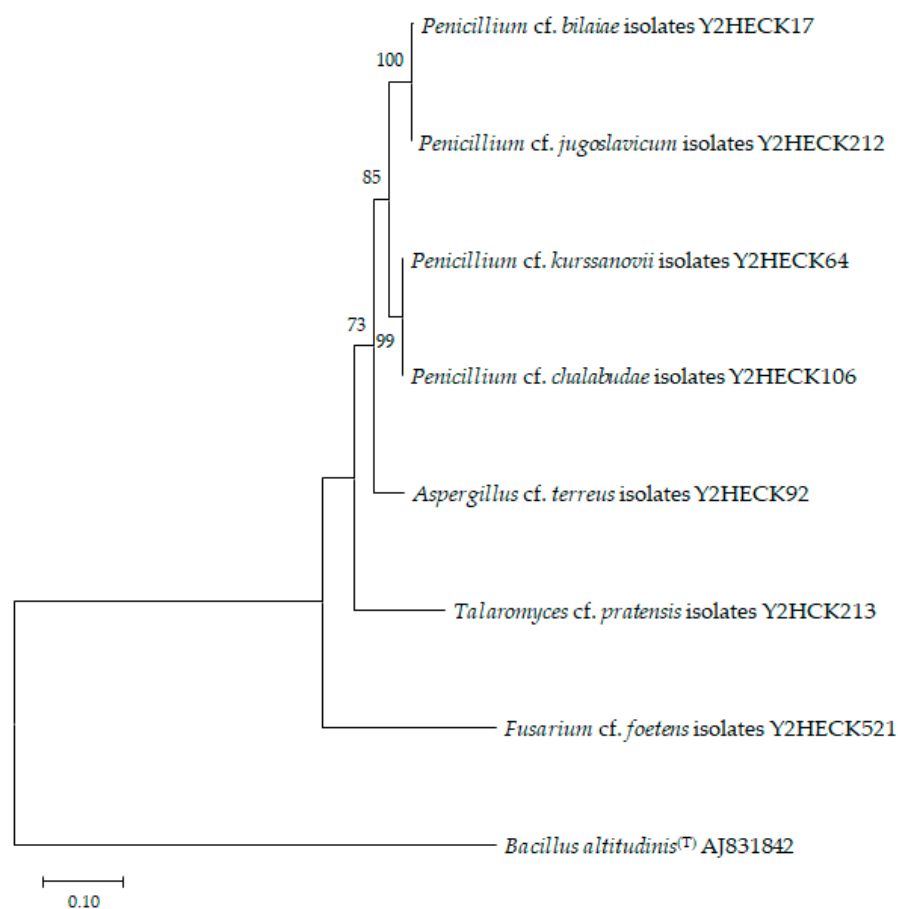 Penicillium cf. bilaiae isolates Y2HECK17
100
Penicillium cf. jugoslavicum isolates Y2HECK212
85
Penicillium cf. kurssanovii isolates Y2HECK64
73
99
Penicillium cf. chalabudae isolates Y2HECK106
Aspergillus cf. terreus isolates Y2HECK92
Talaromyces cf. pratensis isolates Y2HCK213
Fusarium cf. foetens isolates Y2HECK521
Bacillus altitudinis(T) AJ831842
0.10